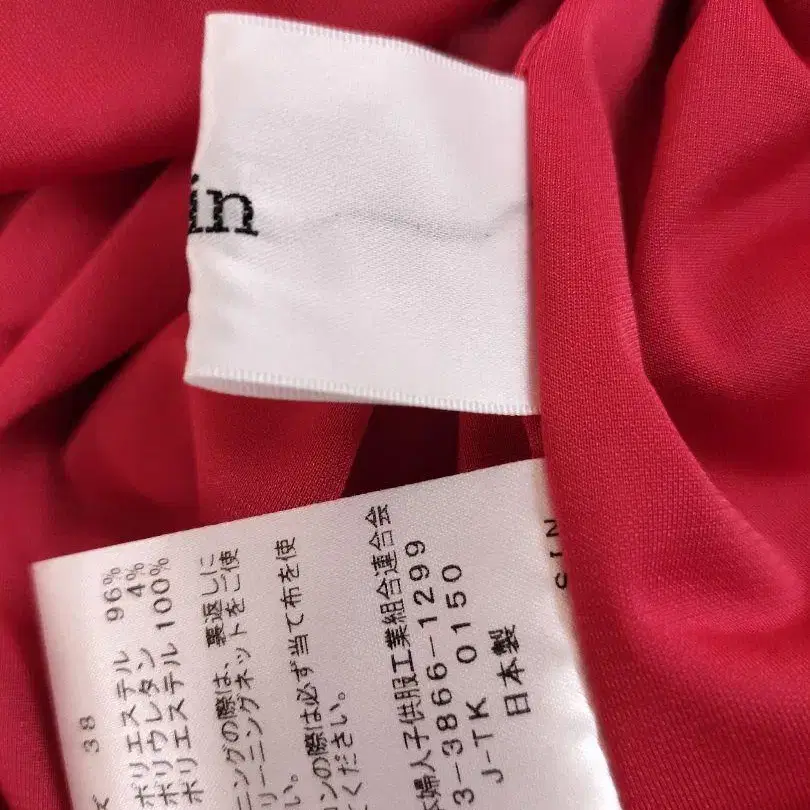 in
38
ポリエステル 96%
ポリウレタン 4%
ポリエステル 100%
ングの際は、裏返しに
リーニングネットをご使
い。
ンの際は必ず当て布を使
ください。
婦人子供服工業組合連合会
3-3866-1299
J-TK 0150
日本製
SIN